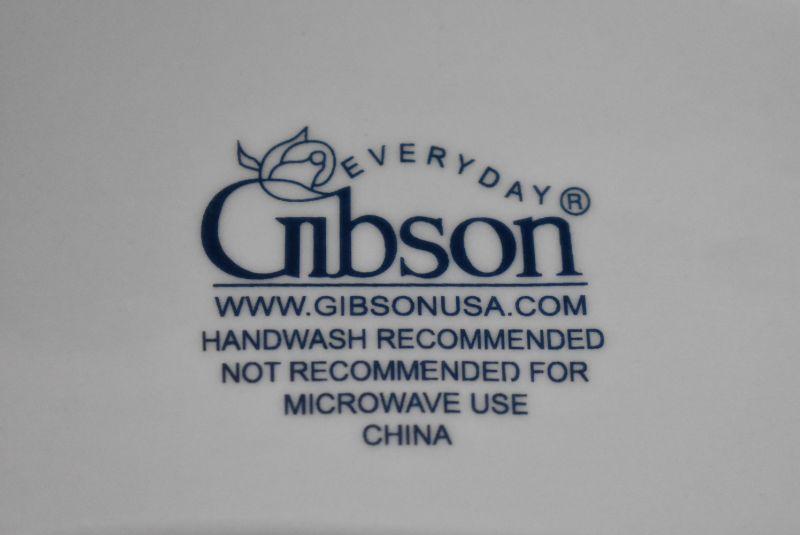 EVERYDAY®
Gibson
WWW.GIBSONUSA.COM
HANDWASH RECOMMENDED
NOT RECOMMENDED FOR
MICROWAVE USE
CHINA